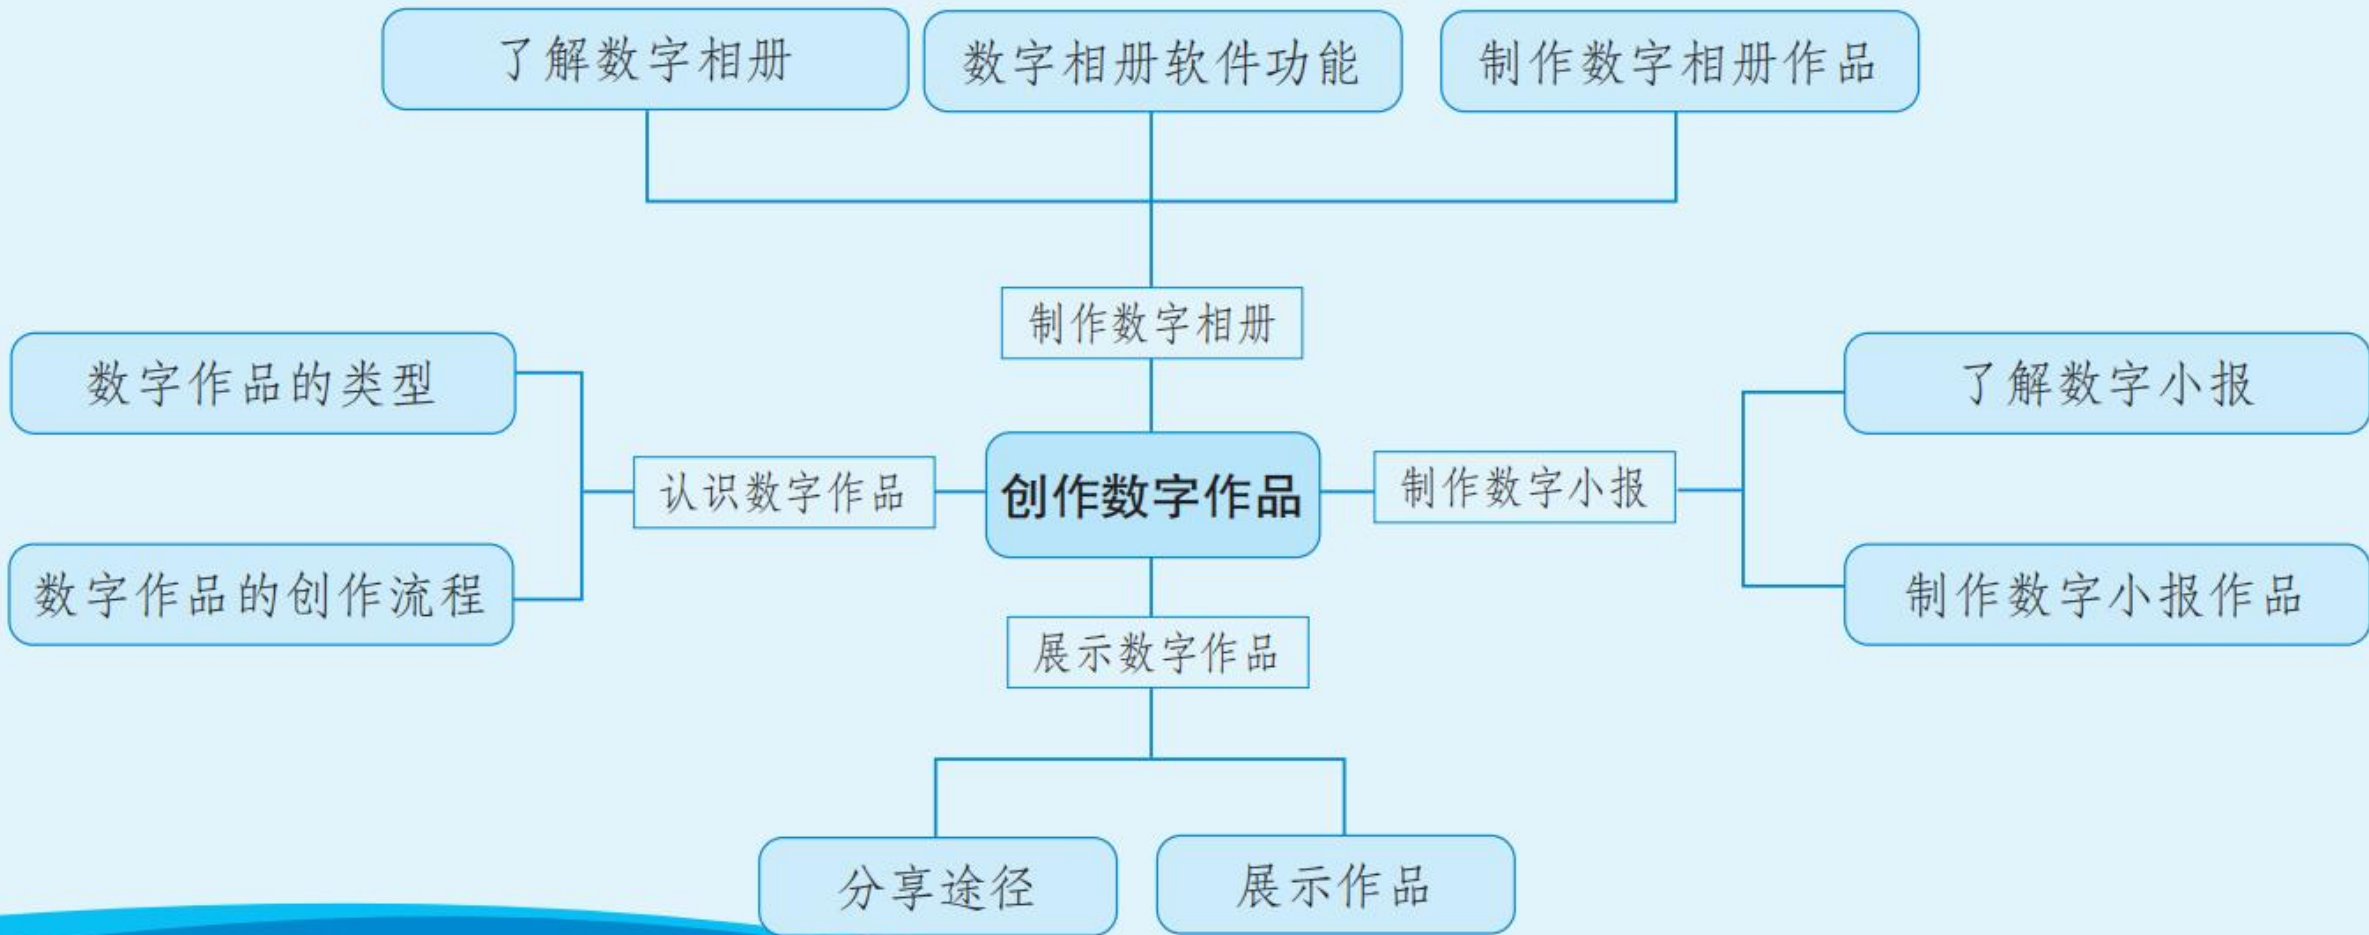 了解数字相册
数字相册软件功能
制作数字相册作品
制作数字相册
数字作品的类型
了解数字小报
认识数字作品
创作数字作品
制作数字小报
数字作品的创作流程
制作数字小报作品
展示数字作品
分享途径
展示作品